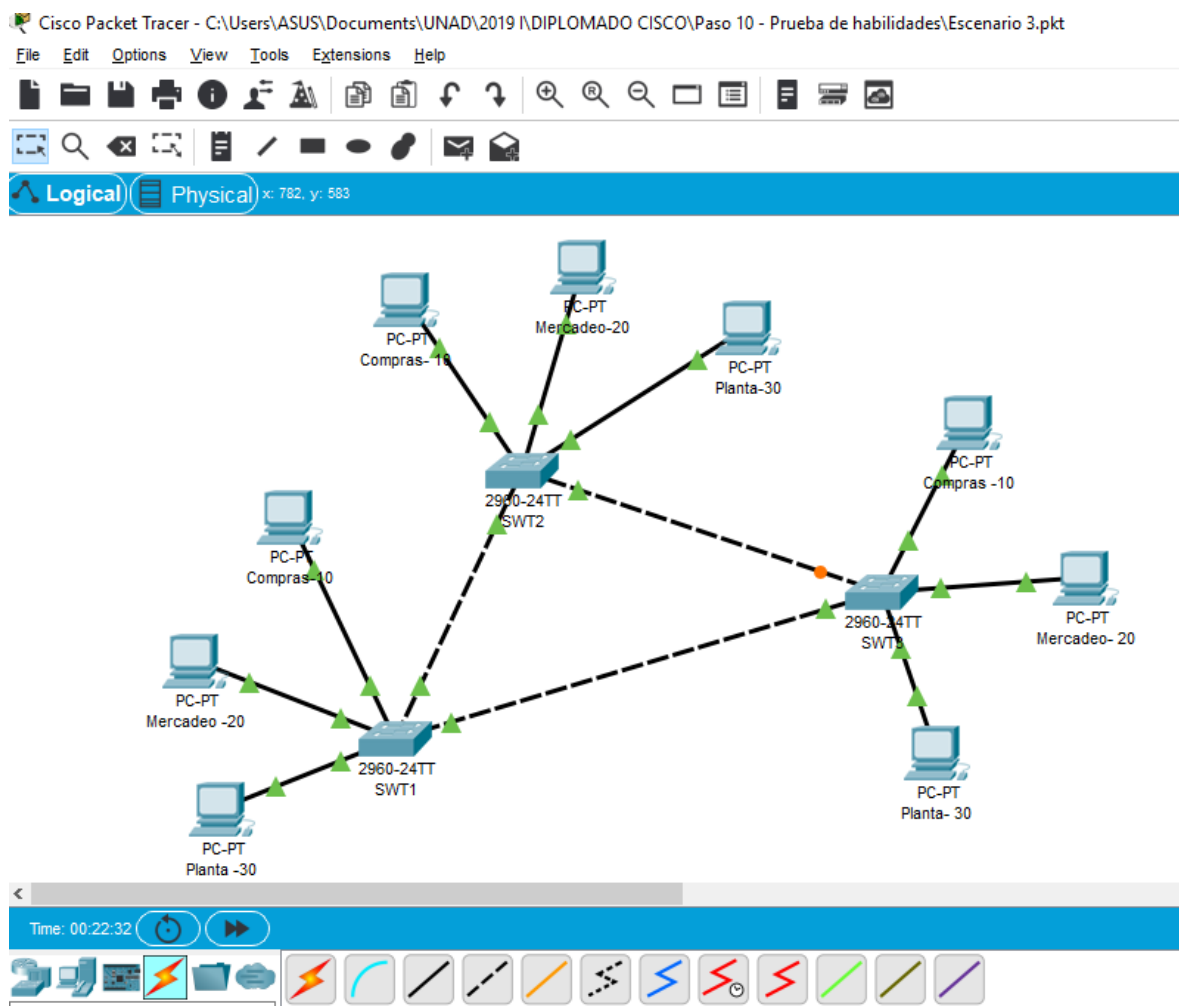 Cisco Packet Tracer - C:\Users\ASUS\Documents\UNAD\2019 I\DIPLOMADO CISCO\Paso 10 - Prueba de habilidades\Escenario 3.pkt
File Edit Options View Tools Extensions Help
Logical Physical x: 782, y: 583
PC-PT
Mercadeo-20
PC-PT
Compras- 10
PC-PT
Planta-30
2960-24TT
SWT2
PC-PT
Compras -10
PC-PT
Compras-10
2960-24TT
SWT3
PC-PT
Mercadeo- 20
PC-PT
Mercadeo -20
2960-24TT
SWT1
PC-PT
Planta- 30
PC-PT
Planta -30
Time: 00:22:32